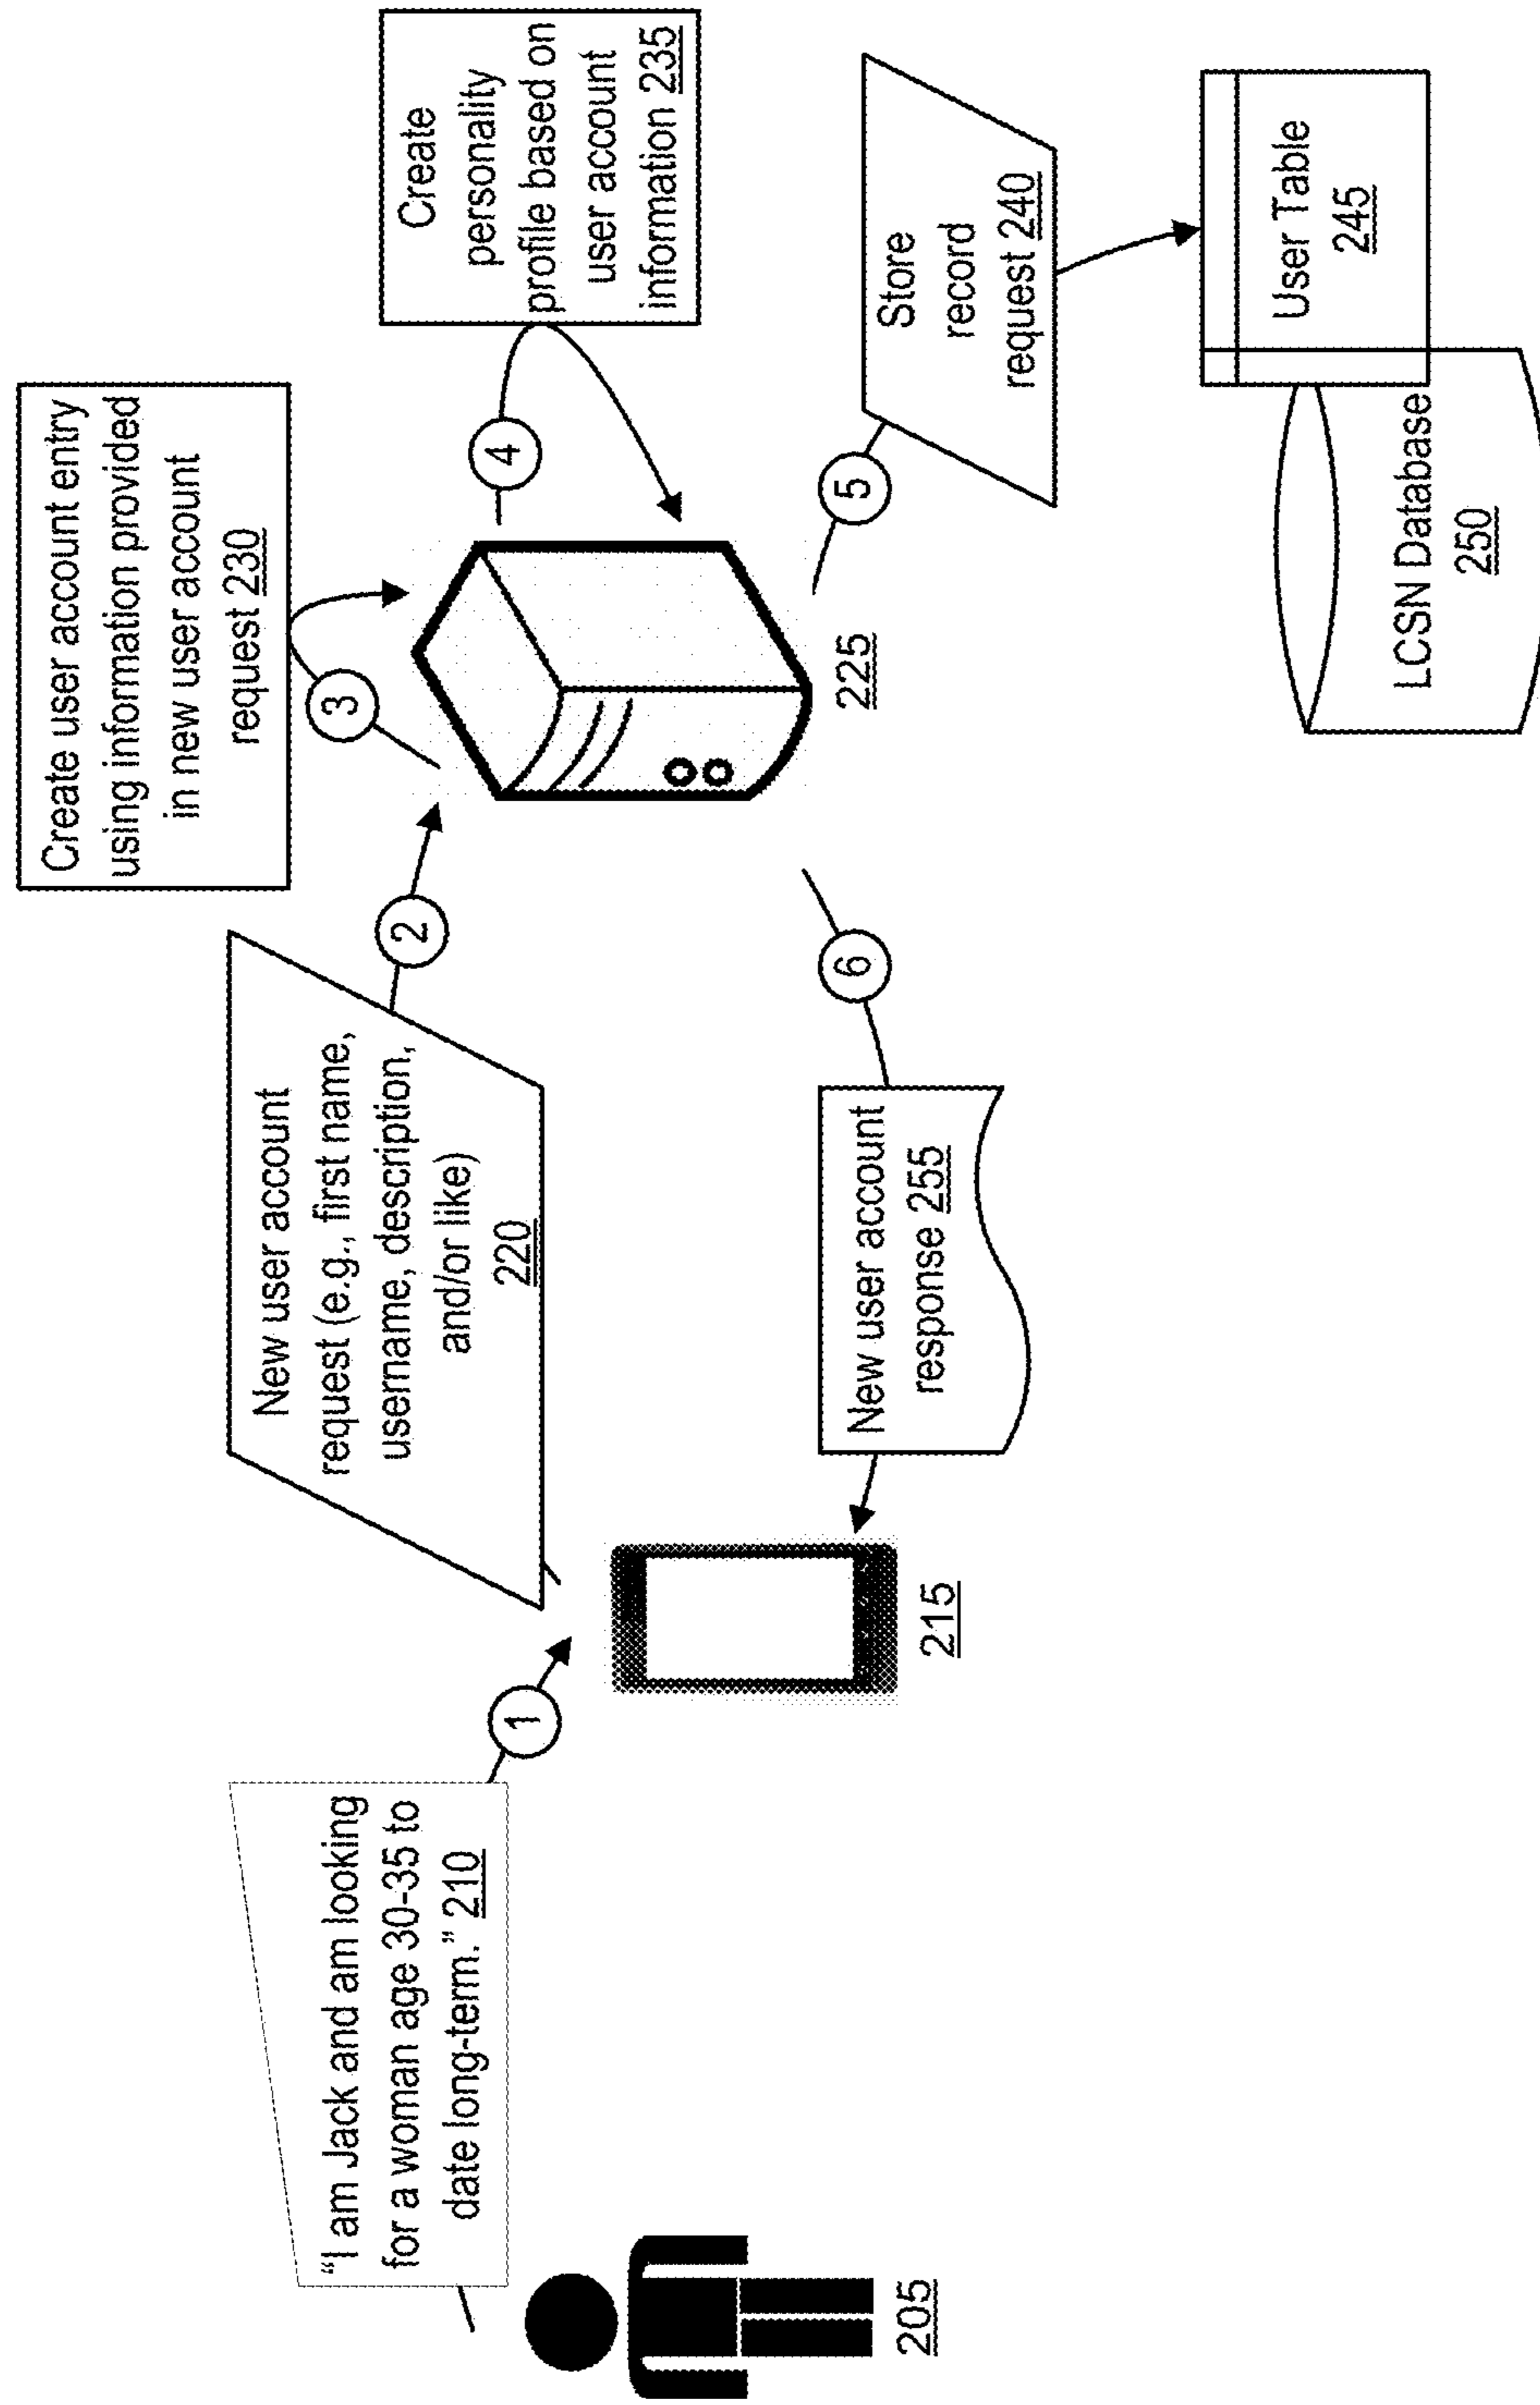 "I am Jack and am looking
for a woman age 30-35 to
date long-term." 210
205
1
215
New user account
request (e.g., first name,
username, description,
and/or like)
220
2
225
3
Create user account entry
using information provided
in new user account
request 230
4
Create
personality
profile based on
user account
information 235
5
Store
record
request 240
User Table
245
LCSN Database
250
6
New user account
response 255